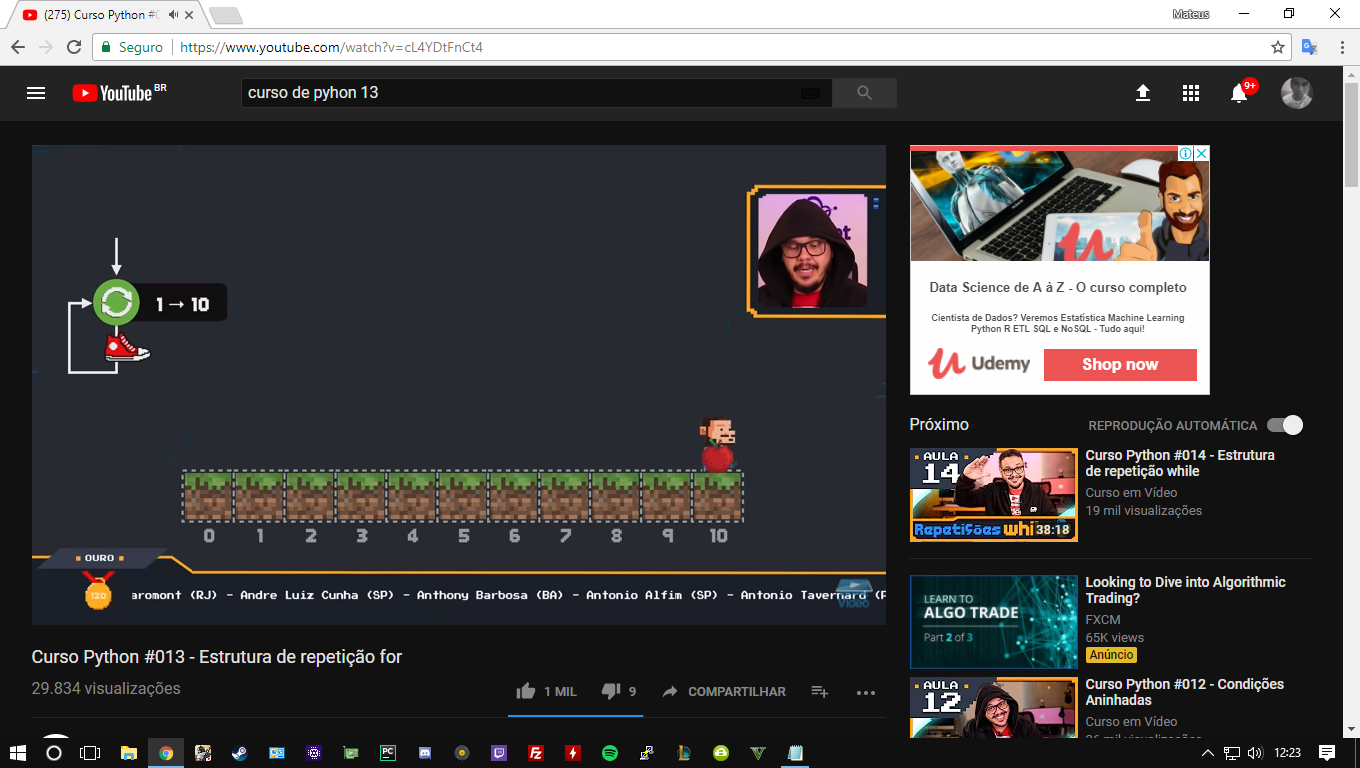 (275) Curso Python #0
Mateus
Seguro
https://www.youtube.com/watch?v=cL4YDtFnCt4
YouTube BR
curso de pyhon 13
9+
1 → 10
0 1 2 3 4 5 6 7 8 9 10
OURO
120
aromont (RJ) - Andre Luiz Cunha (SP) - Anthony Barbosa (BA) - Antonio Alfim (SP) - Antonio Tavernard (P
Curso Python #013 - Estrutura de repetição for
29.834 visualizações
1 MIL
9
COMPARTILHAR
Data Science de A à Z - O curso completo
Cientista de Dados? Veremos Estatística Machine Learning
Python R ETL SQL e NoSQL - Tudo aqui!
Udemy
Shop now
Próximo
REPRODUÇÃO AUTOMÁTICA
AULA
14
Repetições whi
38:18
Curso Python #014 - Estrutura
de repetição while
Curso em Vídeo
19 mil visualizações
LEARN TO
ALGO TRADE
Part 2 of 3
Looking to Dive into Algorithmic
Trading?
FXCM
65K views
Anúncio
AULA
12
Curso Python #012 - Condições
Aninhadas
Curso em Vídeo
PC
12:23